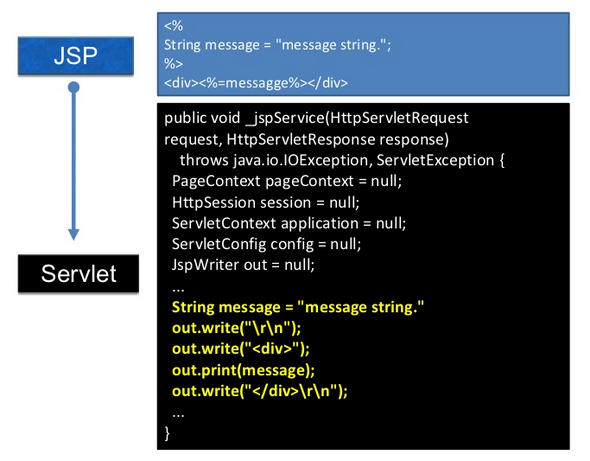 JSP
<%
String message = "message string.";
%>
<div><%=messagge%></div>
Servlet
public void _jspService(HttpServletRequest
request, HttpServletResponse response)
throws java.io.IOException, ServletException {
PageContext pageContext = null;
HttpSession session = null;
ServletContext application = null;
ServletConfig config = null;
JspWriter out = null;
...
String message = "message string."
out.write("\r\n");
out.write("<div>");
out.print(message);
out.write("</div>\r\n");
...
}